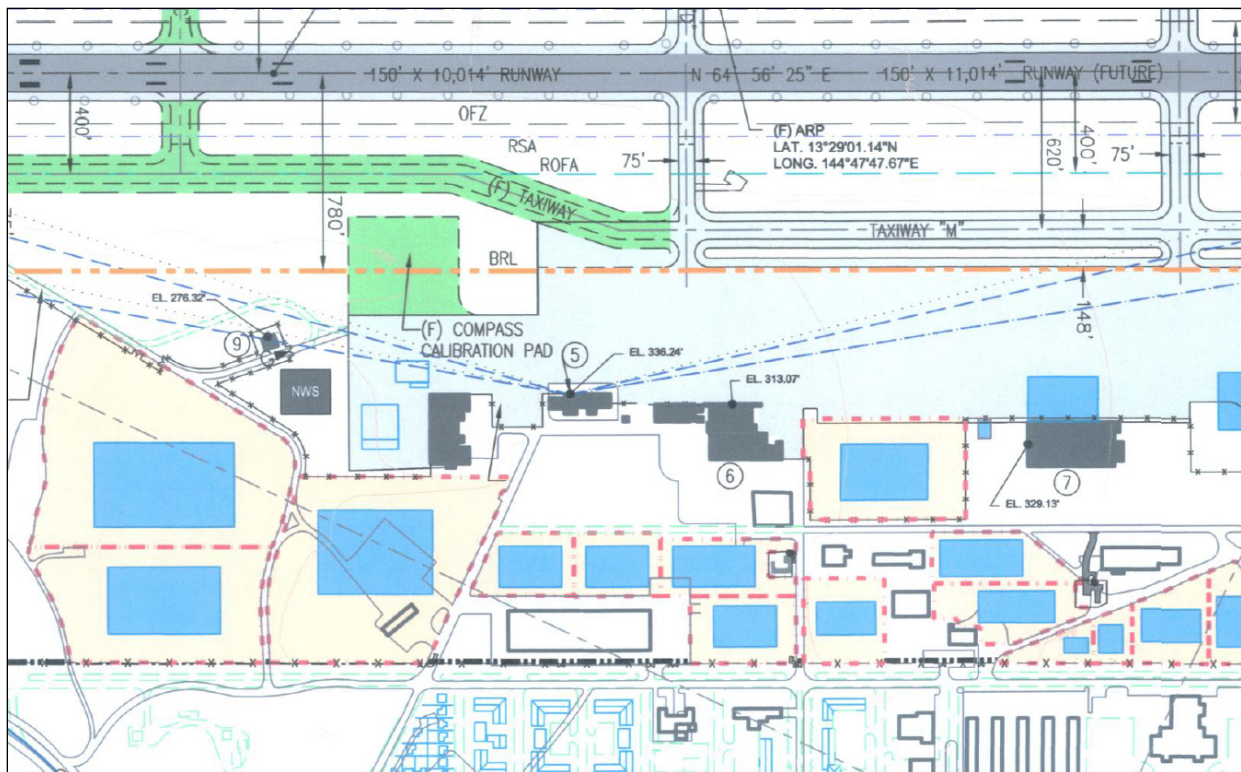 150' X 10,014' RUNWAY
N 64° 56' 25" E
150' X 11,014' RUNWAY (FUTURE)
400'
OFZ
RSA
ROFA
75'
(F) ARP
LAT. 13°29'01.14"N
LONG. 144°47'47.67"E
620'
400'
75'
(F) TAXIWAY
780'
TAXIWAY "M"
BRL
EL. 276.32'
148'
(F) COMPASS
CALIBRATION PAD
9
5
EL. 336.24'
NWS
EL. 313.07'
6
7
EL. 329.13'